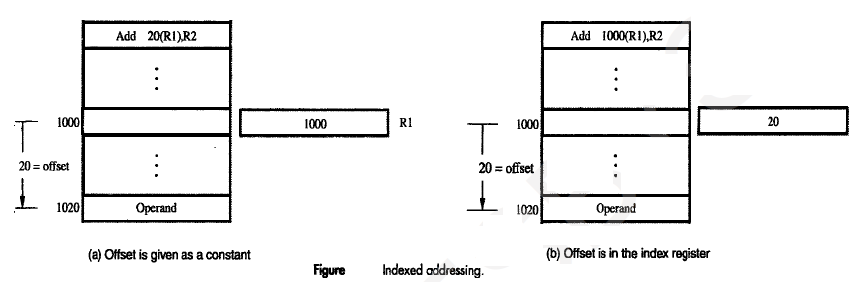 Add 20(R1),R2
1000
1000
R1
20 = offset
1020
Operand
(a) Offset is given as a constant
Add 1000(R1),R2
1000
20
20 = offset
1020
Operand
(b) Offset is in the index register
Figure Indexed addressing.